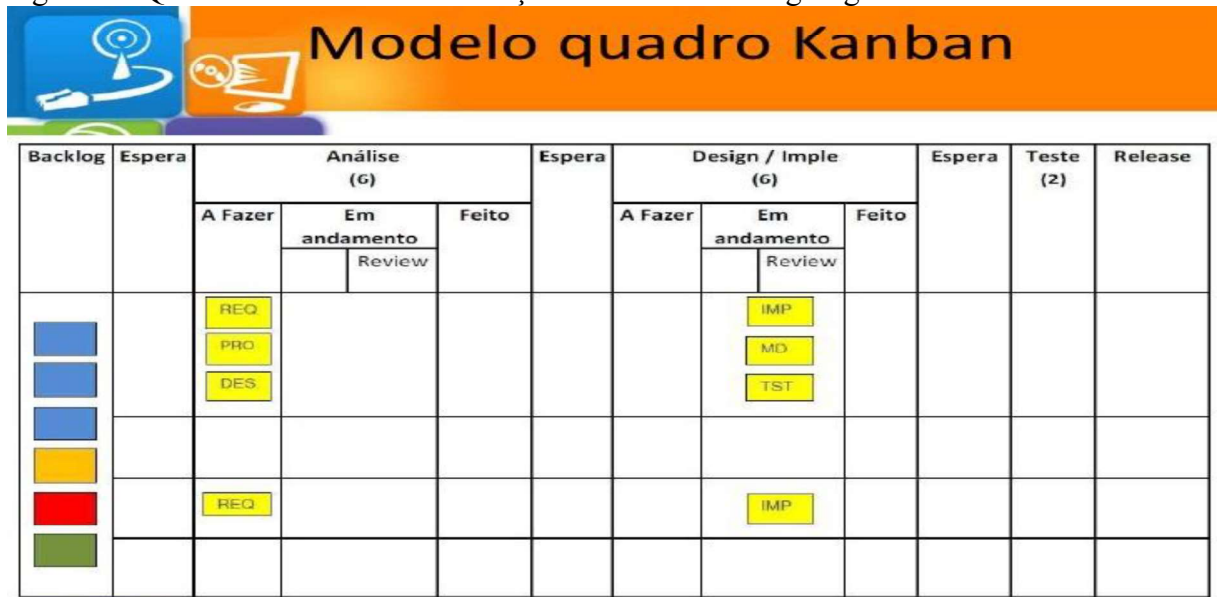 Modelo quadro Kanban
Backlog Espera Análise Espera Design / Imple Espera Teste Release
(6) (6) (2)
A Fazer Em Feito A Fazer Em Feito
andamento andamento
Review Review
REQ IMP
PRO MD
DES TST
REQ IMP